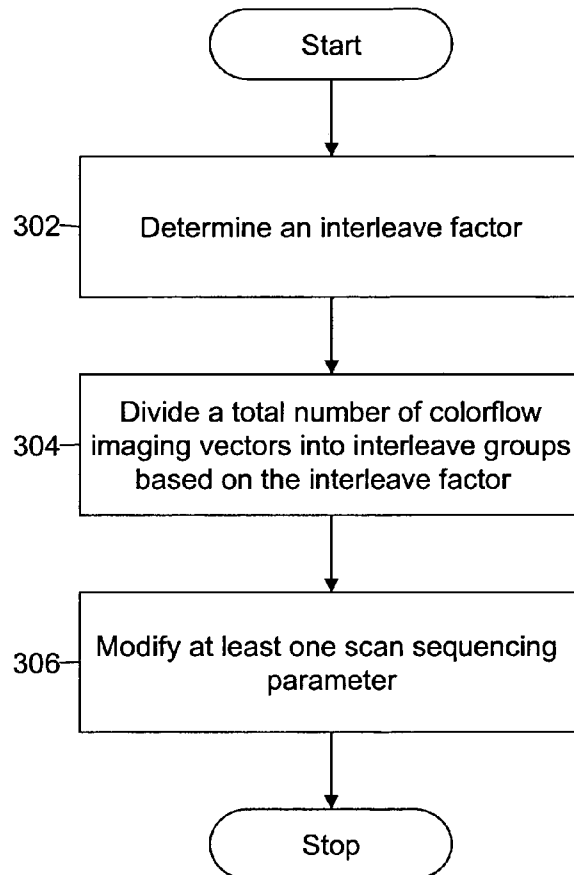 Start
302
Determine an interleave factor
304
Divide a total number of colorflow
imaging vectors into interleave groups
based on the interleave factor
306
Modify at least one scan sequencing
parameter
Stop